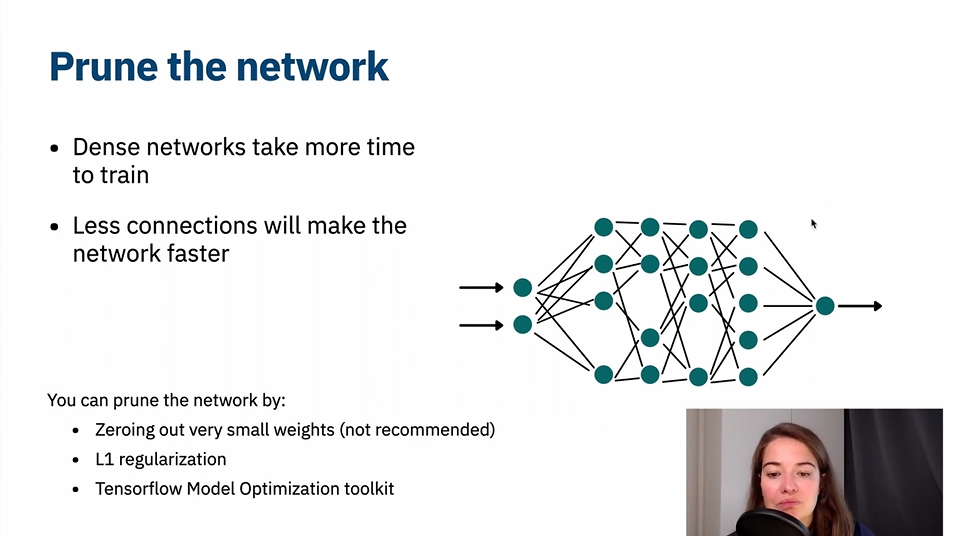 Prune the network
• Dense networks take more time
to train
• Less connections will make the
network faster
You can prune the network by:
• Zeroing out very small weights (not recommended)
• L1 regularization
• Tensorflow Model Optimization toolkit